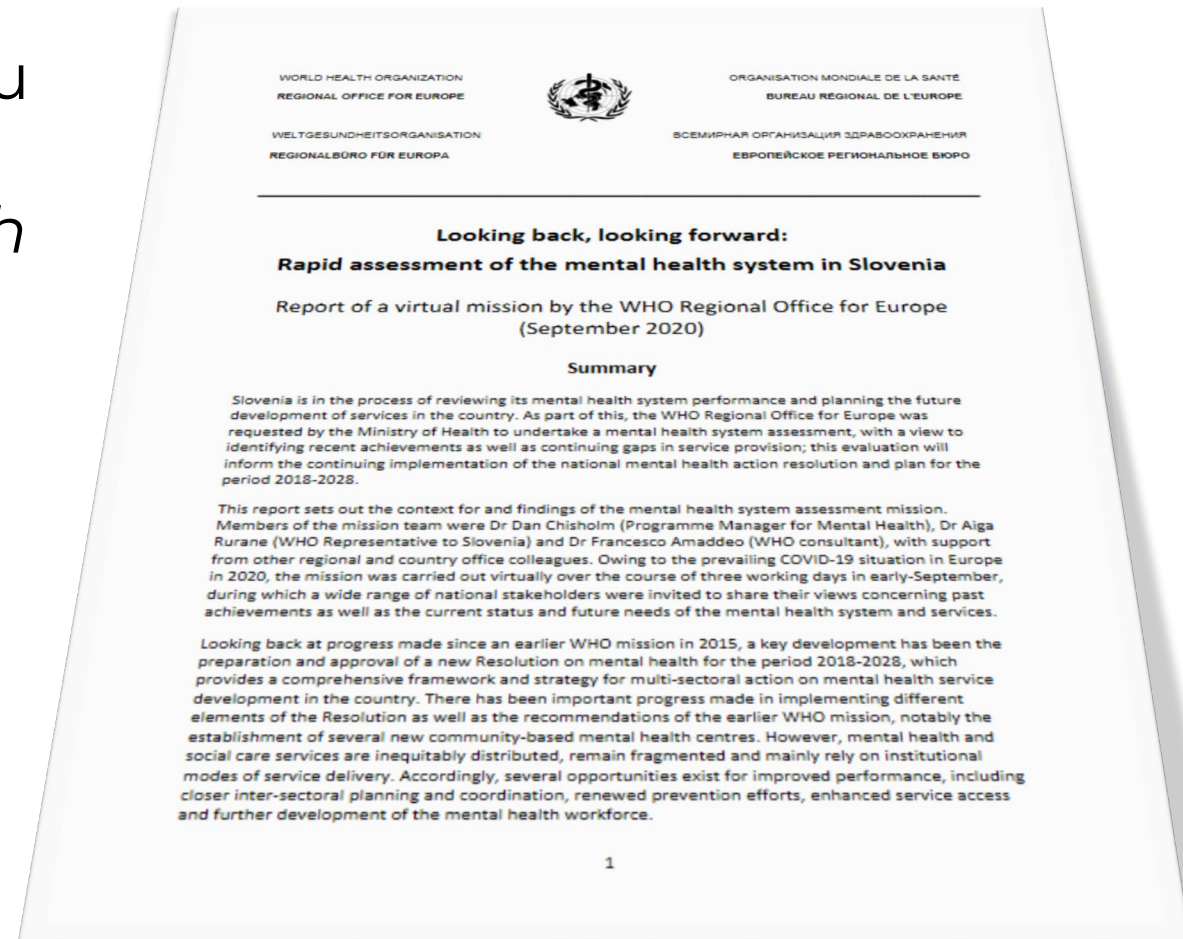 u
h
WORLD HEALTH ORGANIZATION
REGIONAL OFFICE FOR EUROPE
ORGANISATION MONDIALE DE LA SANTÉ
BUREAU RÉGIONAL DE L'EUROPE
WELTGESUNDHEITSORGANISATION
REGIONALBÜRO FÜR EUROPA
ВСЕМИРНАЯ ОРГАНИЗАЦИЯ ЗДРАВООХРАНЕНИЯ
ЕВРОПЕЙСКОЕ РЕГИОНАЛЬНОЕ БЮРО
Looking back, looking forward:
Rapid assessment of the mental health system in Slovenia
Report of a virtual mission by the WHO Regional Office for Europe
(September 2020)
Summary
Slovenia is in the process of reviewing its mental health system performance and planning the future
development of services in the country. As part of this, the WHO Regional Office for Europe was
requested by the Ministry of Health to undertake a mental health system assessment, with a view to
identifying recent achievements as well as continuing gaps in service provision; this evaluation will
inform the continuing implementation of the national mental health action resolution and plan for the
period 2018-2028.
This report sets out the context for and findings of the mental health system assessment mission.
Members of the mission team were Dr Dan Chisholm (Programme Manager for Mental Health), Dr Aiga
Rurane (WHO Representative to Slovenia) and Dr Francesco Amaddeo (WHO consultant), with support
from other regional and country office colleagues. Owing to the prevailing COVID-19 situation in Europe
in 2020, the mission was carried out virtually over the course of three working days in early-September,
during which a wide range of national stakeholders were invited to share their views concerning past
achievements as well as the current status and future needs of the mental health system and services.
Looking back at progress made since an earlier WHO mission in 2015, a key development has been the
preparation and approval of a new Resolution on mental health for the period 2018-2028, which
provides a comprehensive framework and strategy for multi-sectoral action on mental health service
development in the country. There has been important progress made in implementing different
elements of the Resolution as well as the recommendations of the earlier WHO mission, notably the
establishment of several new community-based mental health centres. However, mental health and
social care services are inequitably distributed, remain fragmented and mainly rely on institutional
modes of service delivery. Accordingly, several opportunities exist for improved performance, including
closer inter-sectoral planning and coordination, renewed prevention efforts, enhanced service access
and further development of the mental health workforce.
1